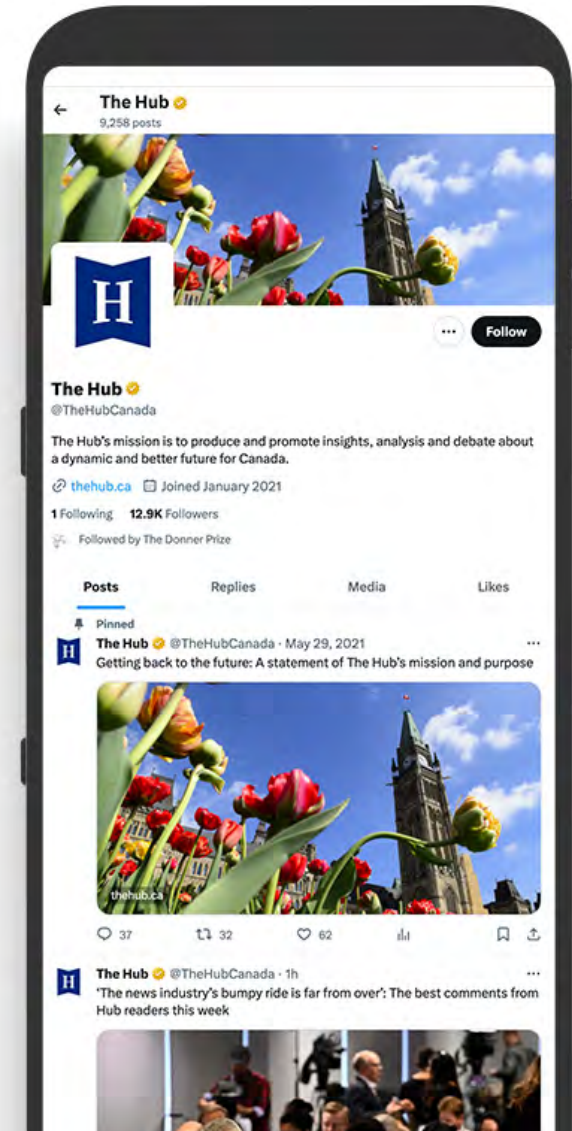 The Hub
9,258 posts
H
Follow
The Hub
@TheHubCanada
The Hub's mission is to produce and promote insights, analysis and debate about
a dynamic and better future for Canada.
thehub.ca Joined January 2021
1 Following 12.9K Followers
Followed by The Donner Prize
Posts Replies Media Likes
Pinned
H
The Hub @TheHubCanada · May 29, 2021
Getting back to the future: A statement of The Hub's mission and purpose
thehub.ca
37 32 62
H
The Hub @TheHubCanada · 1h
'The news industry's bumpy ride is far from over': The best comments from
Hub readers this week